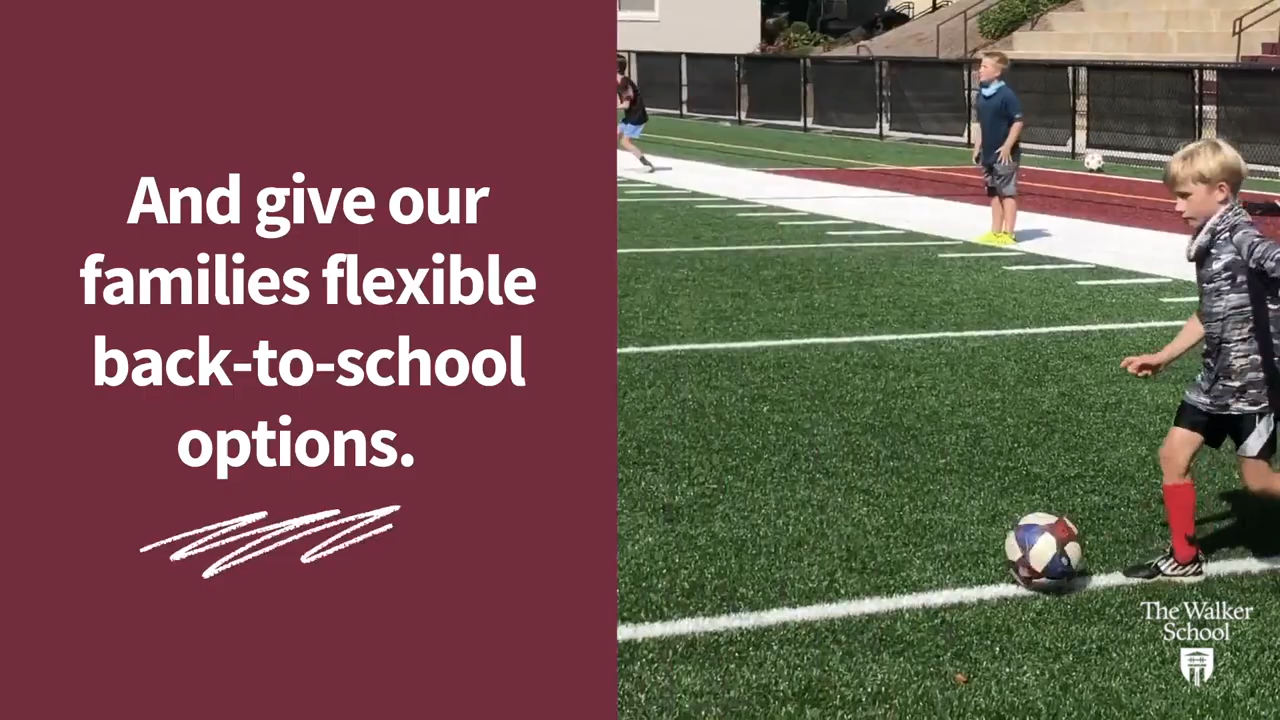 And give our
families flexible
back-to-school
options.
The Walker
School